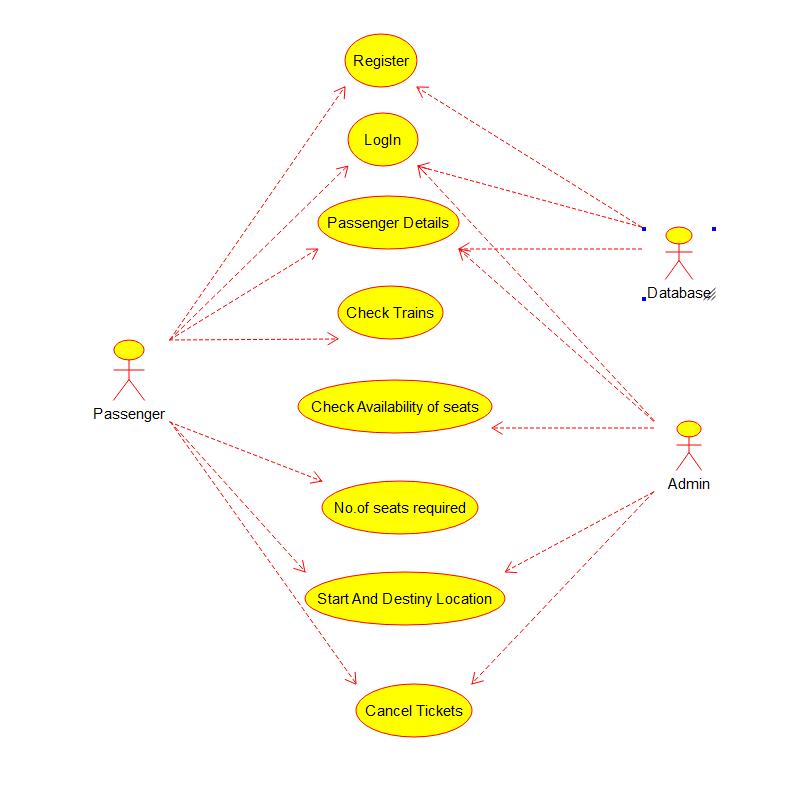 Register
LogIn
Passenger Details
Database
Check Trains
Passenger
Check Availability of seats
Admin
No.of seats required
Start And Destiny Location
Cancel Tickets